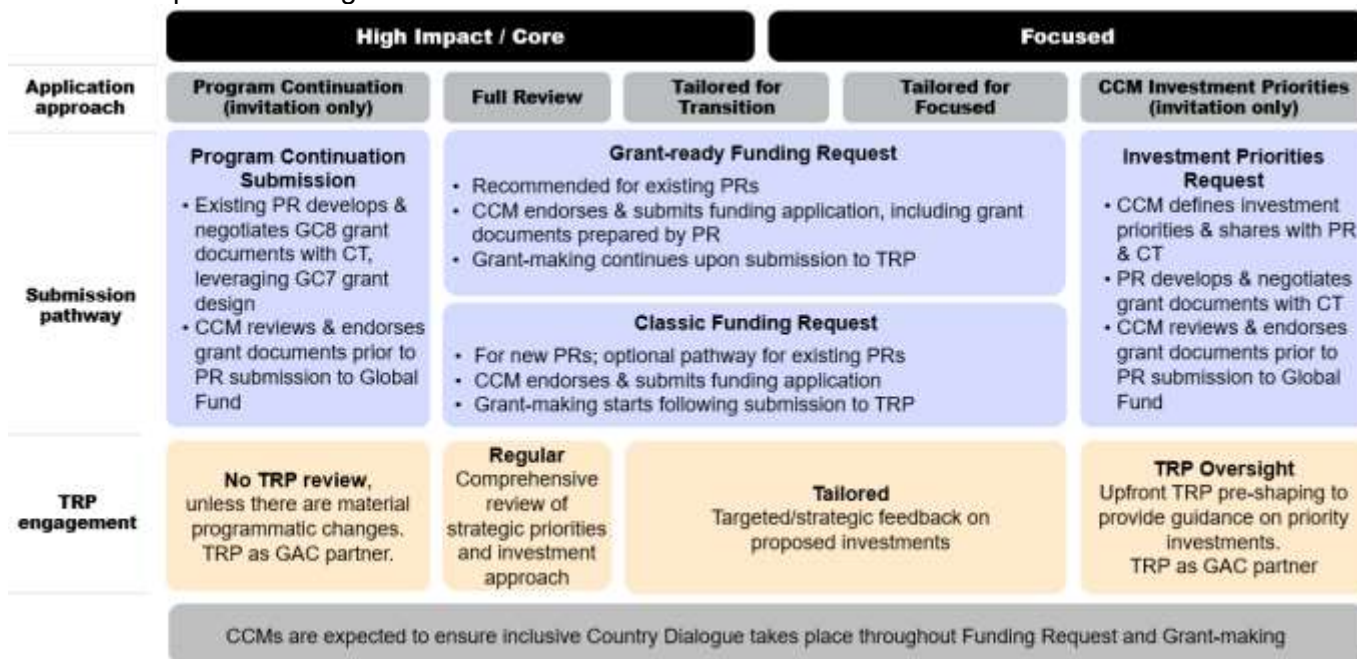 High Impact / Core
Focused
Application
approach
Program Continuation
(invitation only)
Full Review
Tailored for
Transition
Tailored for
Focused
CCM Investment Priorities
(invitation only)
Submission
pathway
Program Continuation
Submission
• Existing PR develops &
negotiates GC8 grant
documents with CT,
leveraging GC7 grant
design
• CCM reviews & endorses
grant documents prior to
PR submission to Global
Fund
Grant-ready Funding Request
• Recommended for existing PRs
• CCM endorses & submits funding application, including grant
documents prepared by PR
• Grant-making continues upon submission to TRP
Classic Funding Request
• For new PRs; optional pathway for existing PRs
• CCM endorses & submits funding application
• Grant-making starts following submission to TRP
Investment Priorities
Request
• CCM defines investment
priorities & shares with PR
& CT
• PR develops & negotiates
grant documents with CT
• CCM reviews & endorses
grant documents prior to
PR submission to Global
Fund
TRP
engagement
No TRP review,
unless there are material
programmatic changes.
TRP as GAC partner.
Regular
Comprehensive
review of
strategic priorities
and investment
approach
Tailored
Targeted/strategic feedback on
proposed investments
TRP Oversight
Upfront TRP pre-shaping to
provide guidance on priority
investments.
TRP as GAC partner
CCMs are expected to ensure inclusive Country Dialogue takes place throughout Funding Request and Grant-making